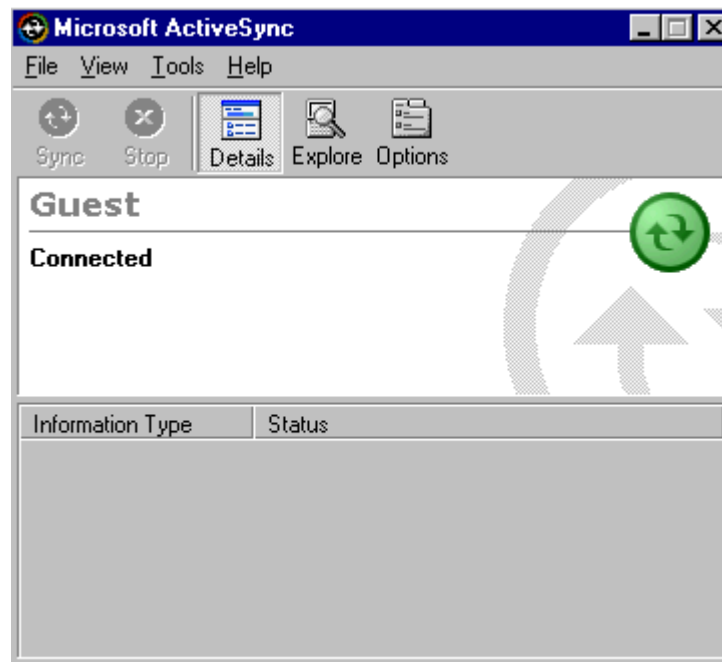 Microsoft ActiveSync
File View Tools Help
Sync Stop Details Explore Options
Guest
Connected
Information Type Status